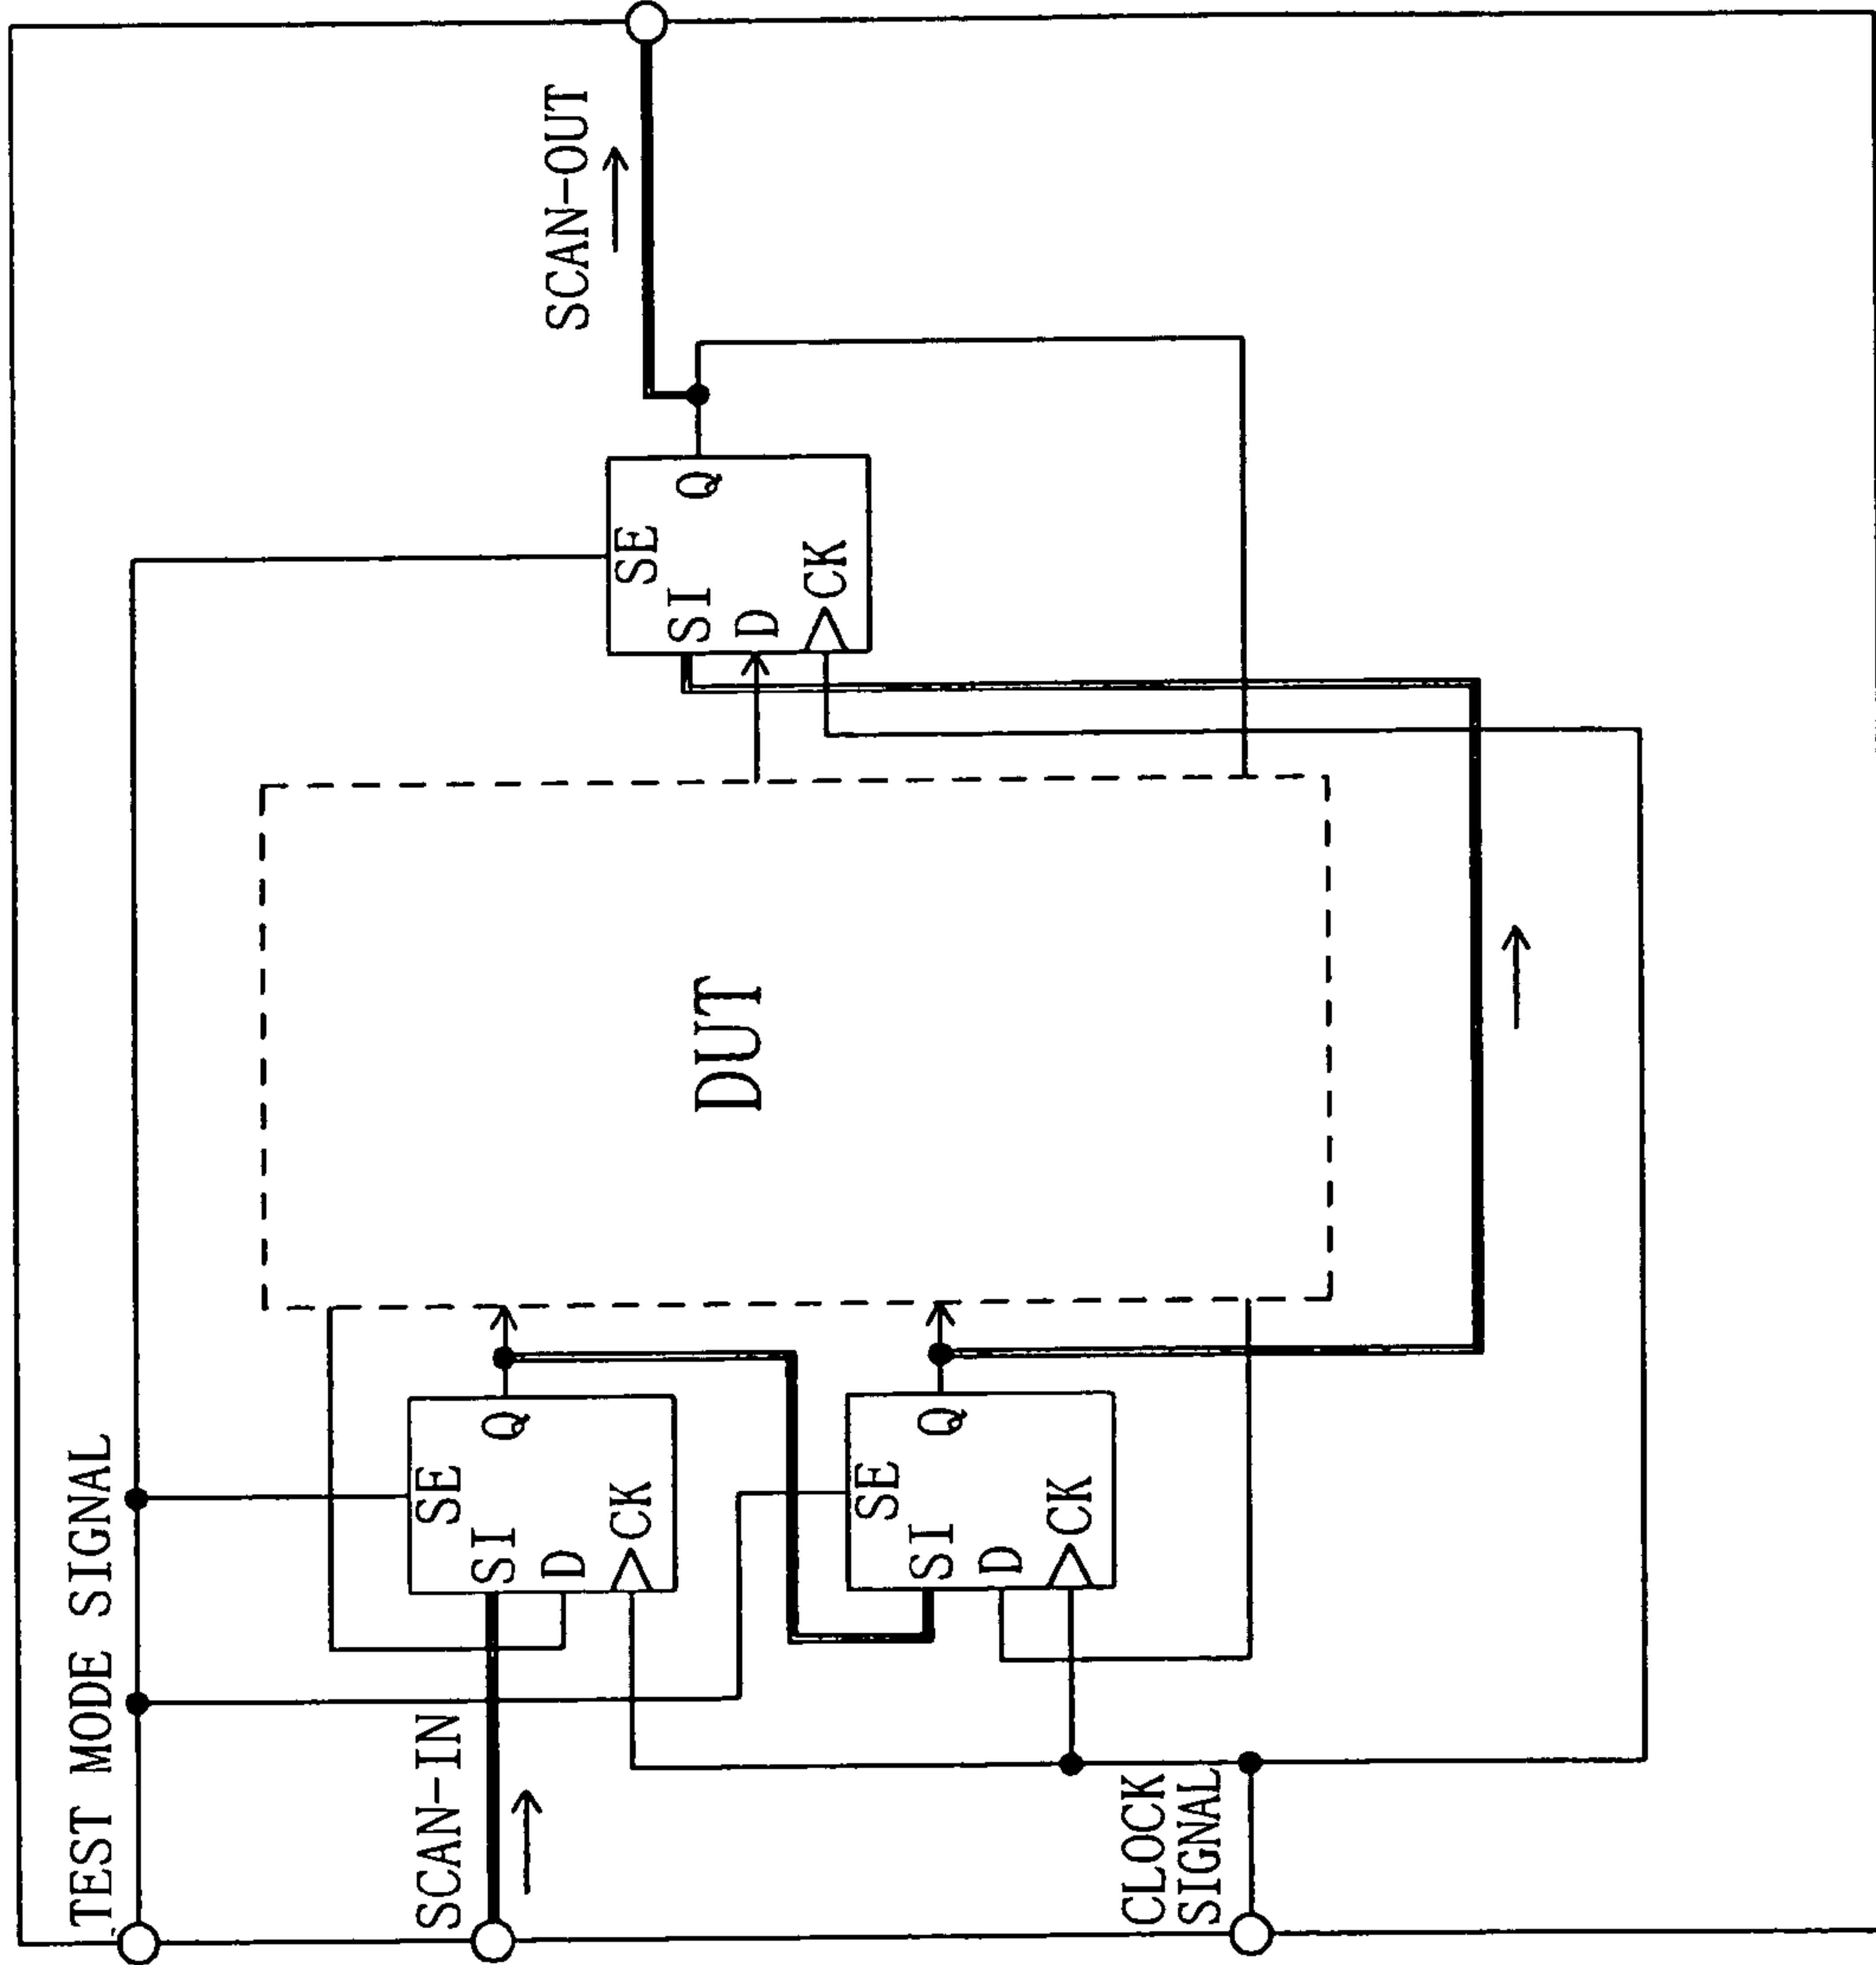 TEST MODE SIGNAL
SCAN-IN
SE
SI
Q
D
CK
SE
SI
Q
D
CK
CLOCK
SIGNAL
DUT
SE
SI
Q
D
CK
SCAN-OUT